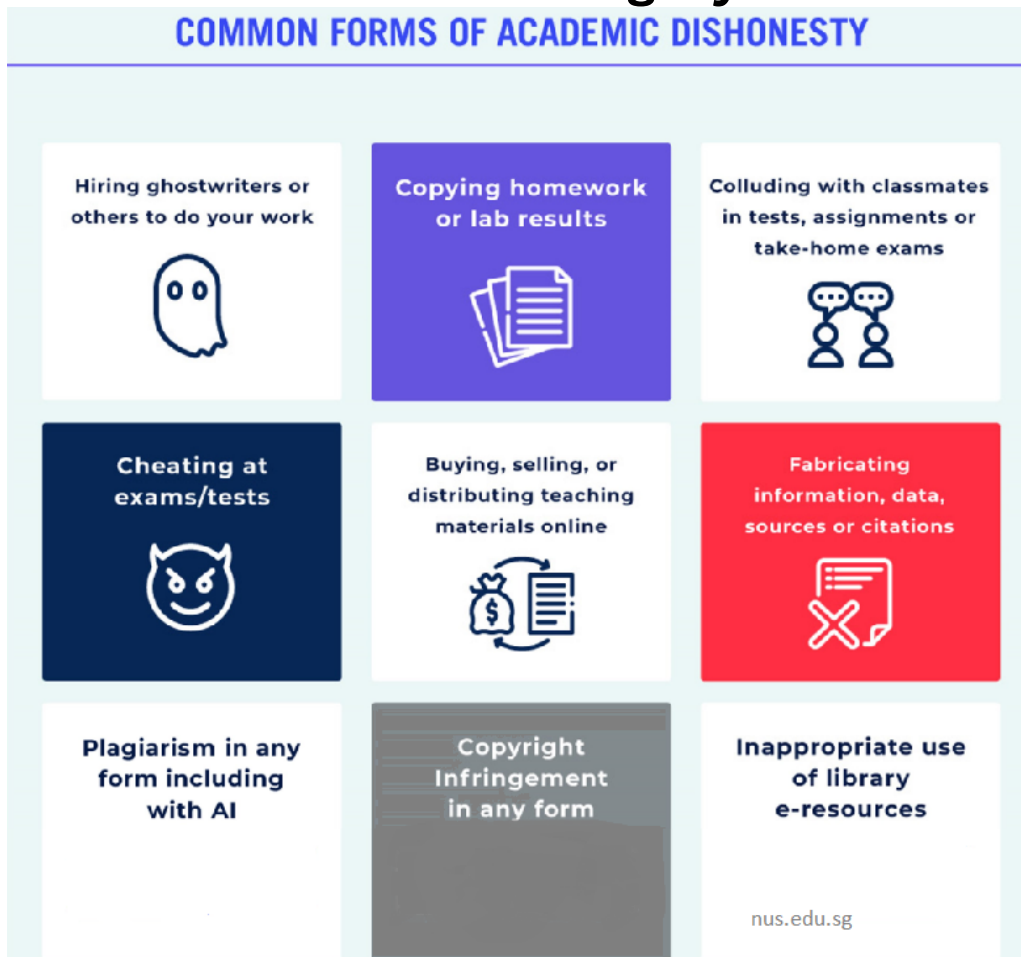 COMMON FORMS OF ACADEMIC DISHONESTY
Hiring ghostwriters or
others to do your work
Copying homework
or lab results
Colluding with classmates
in tests, assignments or
take-home exams
Cheating at
exams/tests
Buying, selling, or
distributing teaching
materials online
Fabricating
information, data,
sources or citations
Plagiarism in any
form including
with AI
Copyright
Infringement
in any form
Inappropriate use
of library
e-resources
nus.edu.sg